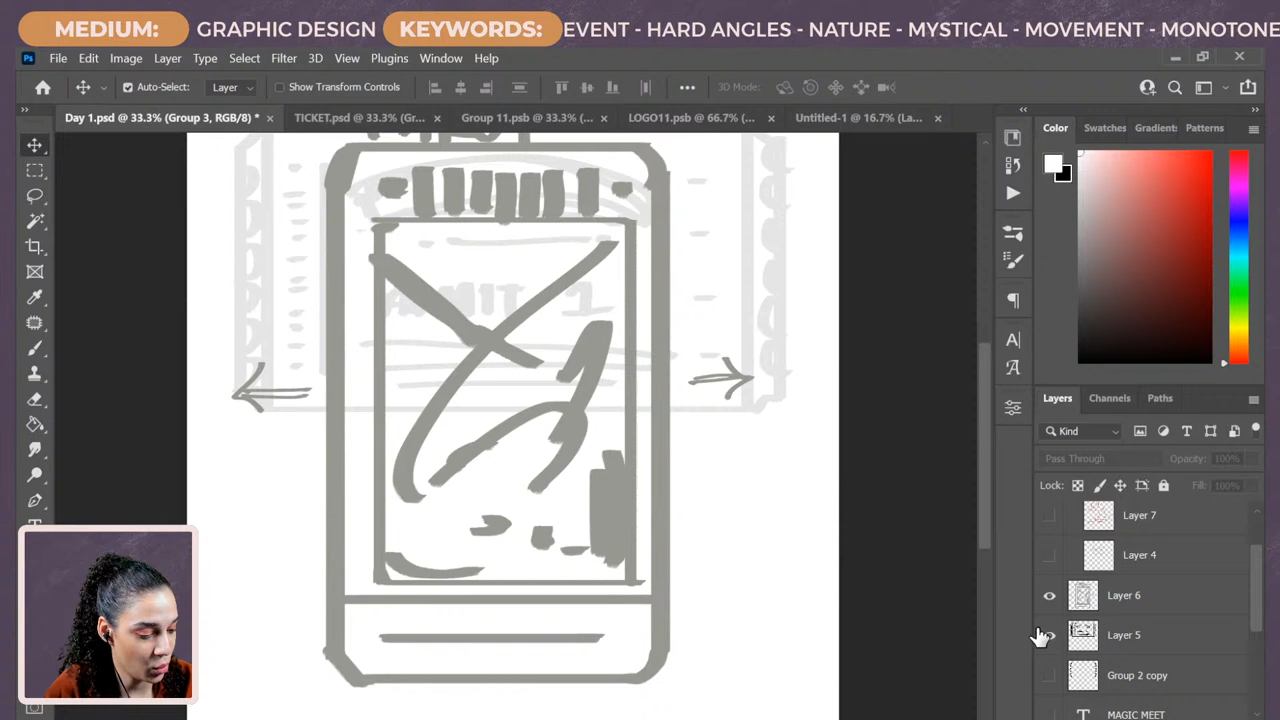 MEDIUM: GRAPHIC DESIGN KEYWORDS: EVENT - HARD ANGLES - NATURE - MYSTICAL - MOVEMENT - MONOTONE
Ps File Edit Image Layer Type Select Filter 3D View Plugins Window Help
Auto-Select: Layer Show Transform Controls 3D Mode:
Day 1.psd @ 33.3% (Group 3, RGB/8) * TICKET.psd @ 33.3% (Gr... Group 11.psb @ 33.3% (... LOGO11.psb @ 66.7% (... Untitled-1 @ 16.7% (La...
Color Swatches Gradient: Patterns
ADMIT 1
Layers Channels Paths
Kind
Pass Through Opacity: 100%
Lock: Fill: 100%
Layer 7
Layer 4
Layer 6
Layer 5
Group 2 copy
T MAGIC MEET